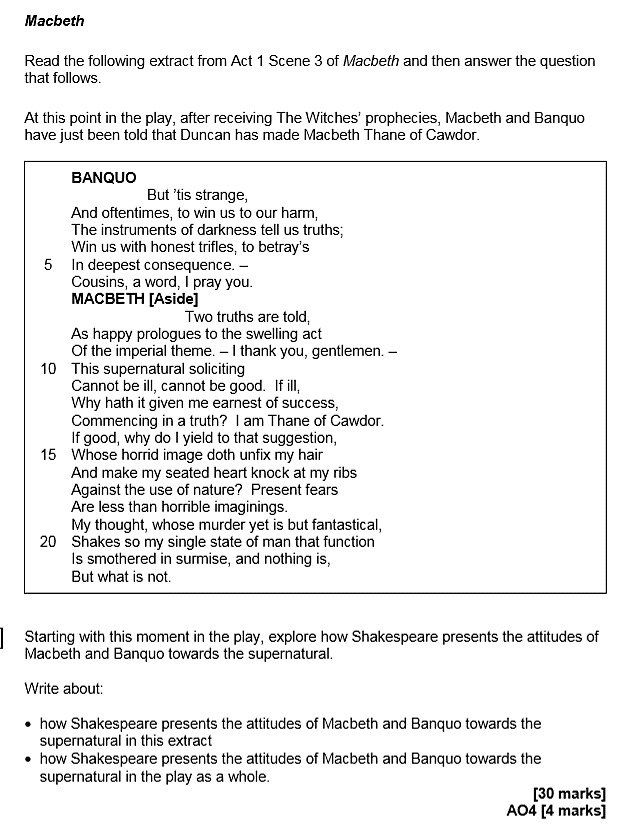 Macbeth
Read the following extract from Act 1 Scene 3 of Macbeth and then answer the question
that follows.
At this point in the play, after receiving The Witches' prophecies, Macbeth and Banquo
have just been told that Duncan has made Macbeth Thane of Cawdor.
BANQUO
But 'tis strange,
And oftentimes, to win us to our harm,
The instruments of darkness tell us truths;
Win us with honest trifles, to betray's
5 In deepest consequence. –
Cousins, a word, I pray you.
MACBETH [Aside]
Two truths are told,
As happy prologues to the swelling act
Of the imperial theme. – I thank you, gentlemen. –
10 This supernatural soliciting
Cannot be ill, cannot be good. If ill,
Why hath it given me earnest of success,
Commencing in a truth? I am Thane of Cawdor.
If good, why do I yield to that suggestion,
15 Whose horrid image doth unfix my hair
And make my seated heart knock at my ribs
Against the use of nature? Present fears
Are less than horrible imaginings.
My thought, whose murder yet is but fantastical,
20 Shakes so my single state of man that function
Is smothered in surmise, and nothing is,
But what is not.
] Starting with this moment in the play, explore how Shakespeare presents the attitudes of
Macbeth and Banquo towards the supernatural.
Write about:
• how Shakespeare presents the attitudes of Macbeth and Banquo towards the
supernatural in this extract
• how Shakespeare presents the attitudes of Macbeth and Banquo towards the
supernatural in the play as a whole.
[30 marks]
AO4 [4 marks]